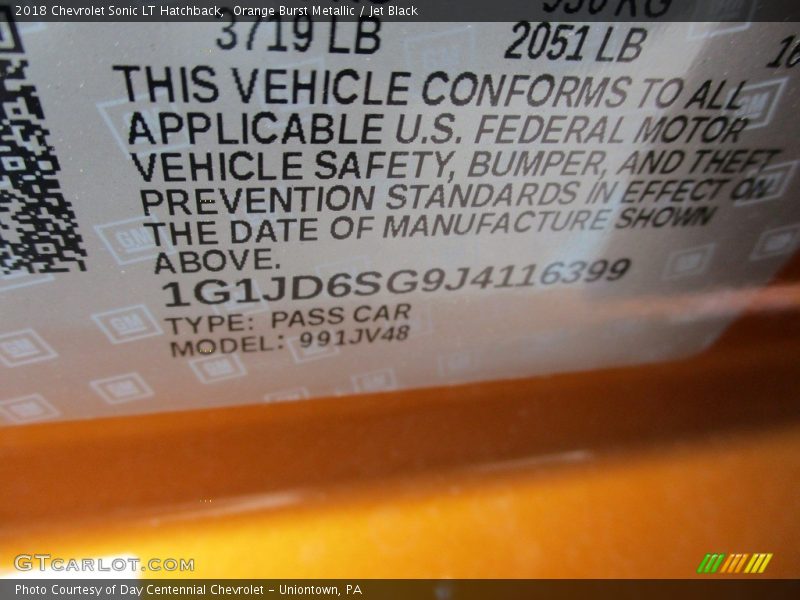 2018 Chevrolet Sonic LT Hatchback, Orange Burst Metallic / Jet Black
3719 LB 2051 LB
THIS VEHICLE CONFORMS TO ALL
APPLICABLE U.S. FEDERAL MOTOR
VEHICLE SAFETY, BUMPER, AND THEFT
PREVENTION STANDARDS IN EFFECT ON
THE DATE OF MANUFACTURE SHOWN
ABOVE.
1G1JD6SG9J4116399
TYPE: PASS CAR
MODEL: 991JV48
GTCARLOT.COM
Photo Courtesy of Day Centennial Chevrolet - Uniontown, PA